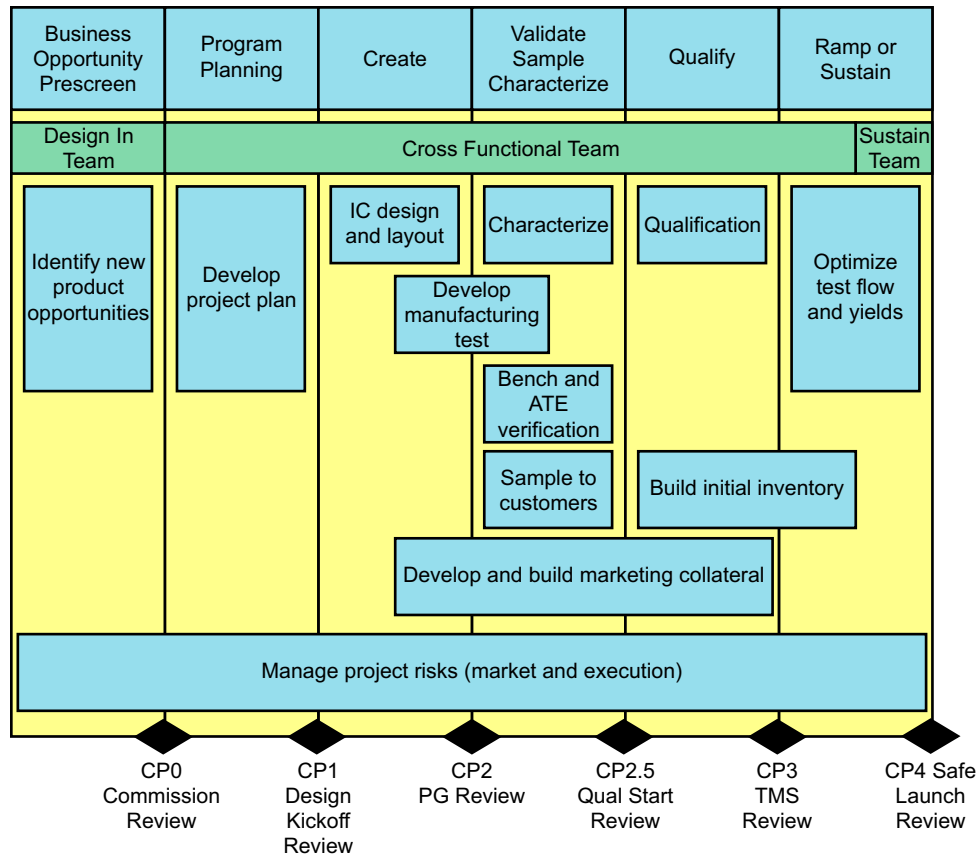 Business
Opportunity
Prescreen
Program
Planning
Create
Validate
Sample
Characterize
Qualify
Ramp or
Sustain
Design In
Team
Cross Functional Team
Sustain
Team
Identify new
product
opportunities
Develop
project plan
IC design
and layout
Characterize
Qualification
Optimize
test flow
and yields
Develop
manufacturing
test
Bench and
ATE
verification
Sample to
customers
Build initial inventory
Develop and build marketing collateral
Manage project risks (market and execution)
CP0
Commission
Review
CP1
Design
Kickoff
Review
CP2
PG Review
CP2.5
Qual Start
Review
CP3
TMS
Review
CP4 Safe
Launch
Review